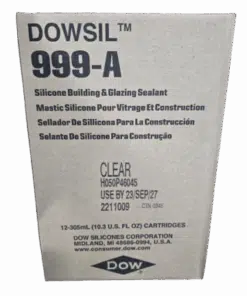 DOWSIL™
999-A
Silicone Building & Glazing Sealant
Mastic Silicone Pour Vitrage et Construction
Sellador De Silicona Para La Construcción
Selante De Silicone Para Construção
CLEAR
H050P4604S
USE BY 23/SEP/27
2211009
12-305mL (10.3 U.S. FL OZ) CARTRIDGES
DOW SILICONES CORPORATION
MIDLAND, MI 48686-0994, U.S.A.
www.consumer.dow.com
Dow